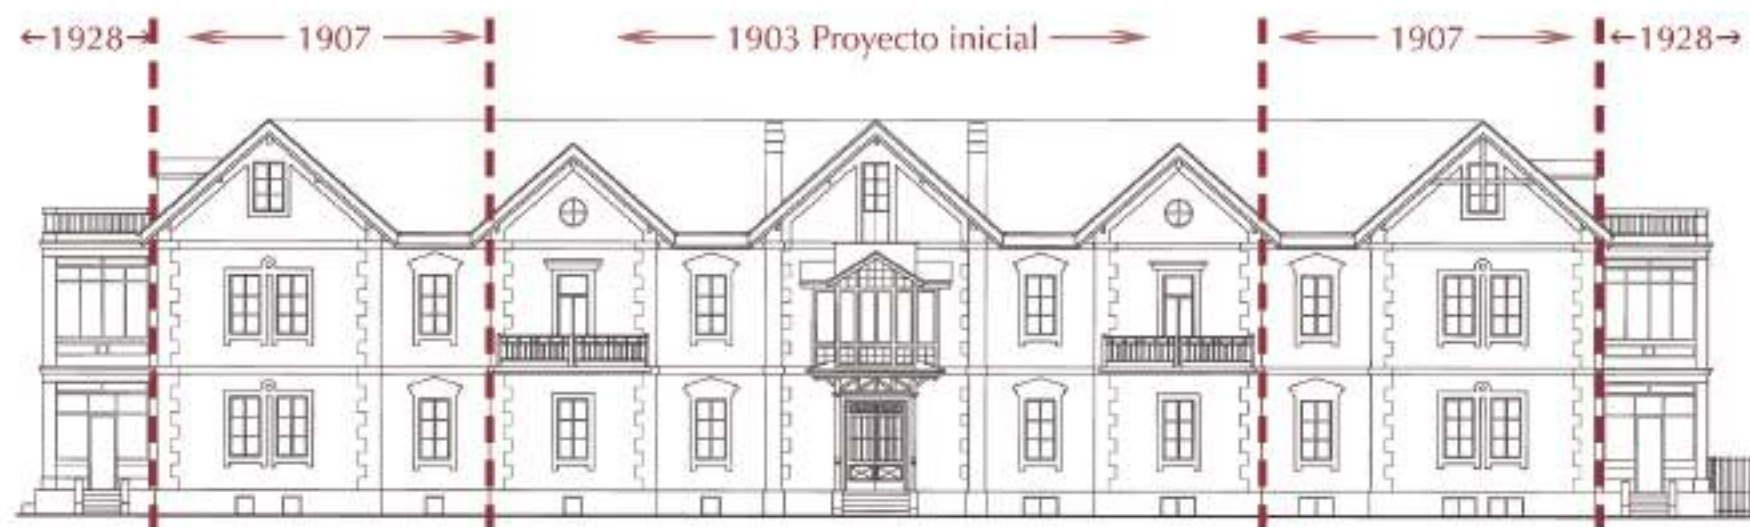 ←1928→ ← 1907 → ← 1903 Proyecto inicial → ← 1907 → ←1928→